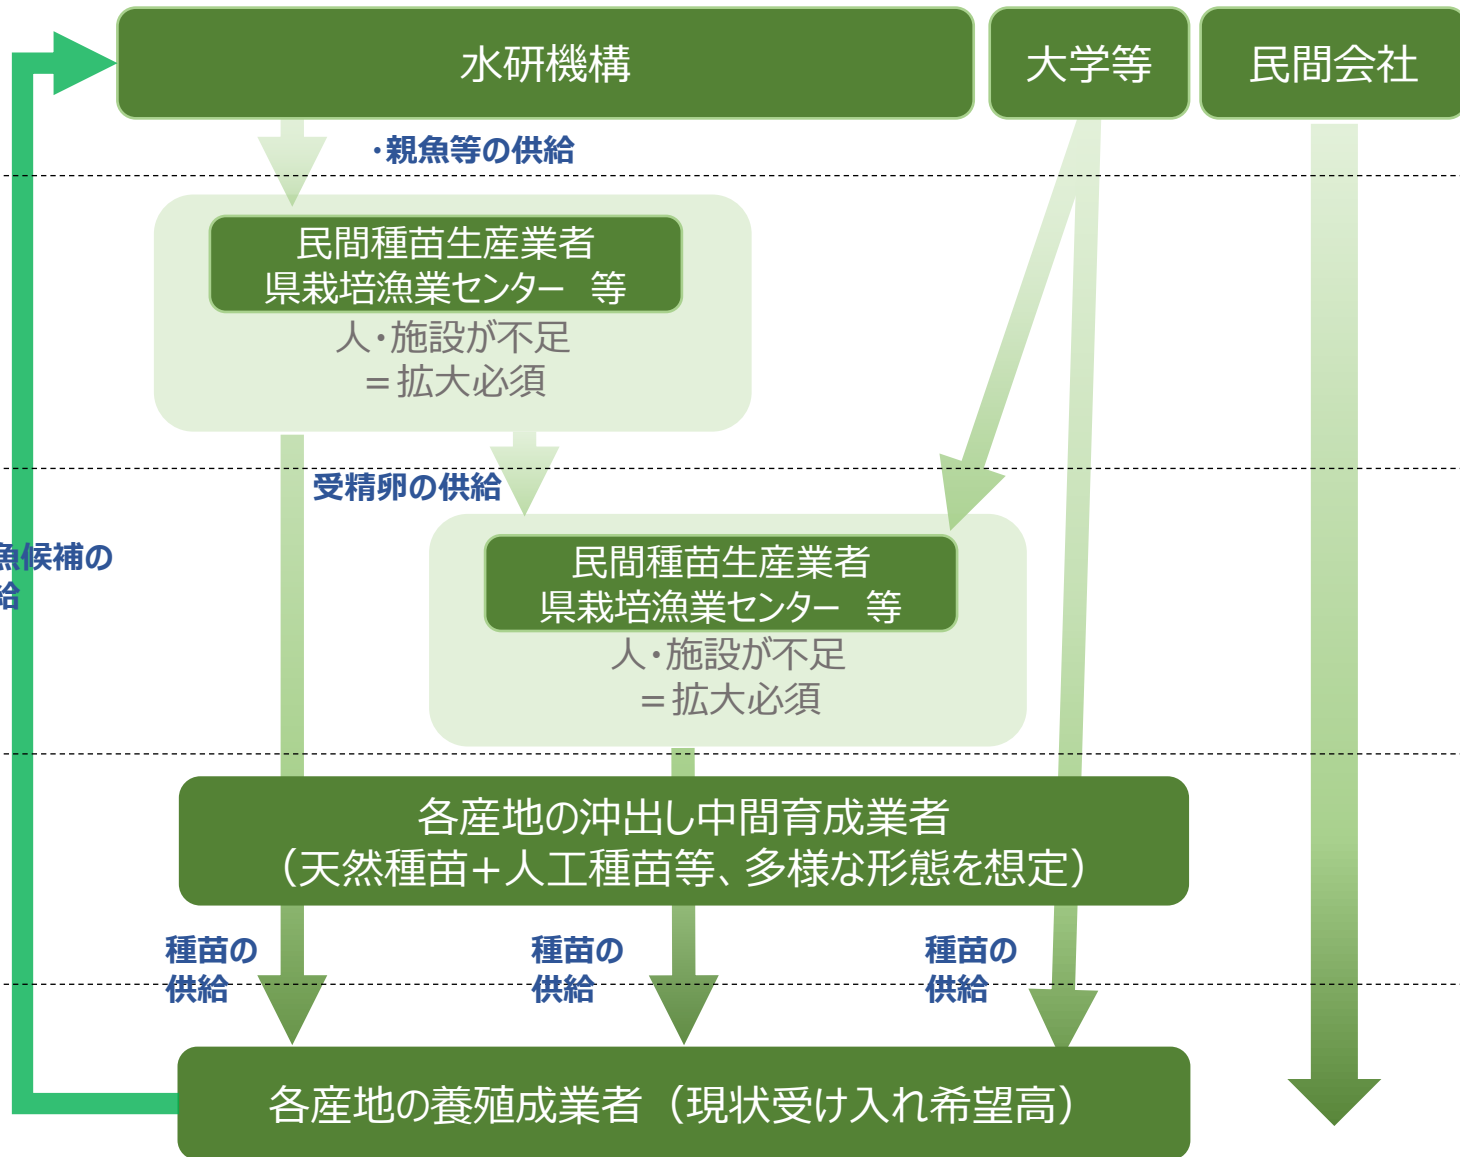 水研機構
大学等
民間会社
・親魚等の供給
民間種苗生産業者
県栽培漁業センター　等
人・施設が不足
＝拡大必須
受精卵の供給
魚候補の
給
民間種苗生産業者
県栽培漁業センター　等
人・施設が不足
＝拡大必須
各産地の沖出し中間育成業者
（天然種苗+人工種苗等、多様な形態を想定）
種苗の
供給
種苗の
供給
種苗の
供給
各産地の養殖成業者（現状受け入れ希望高）